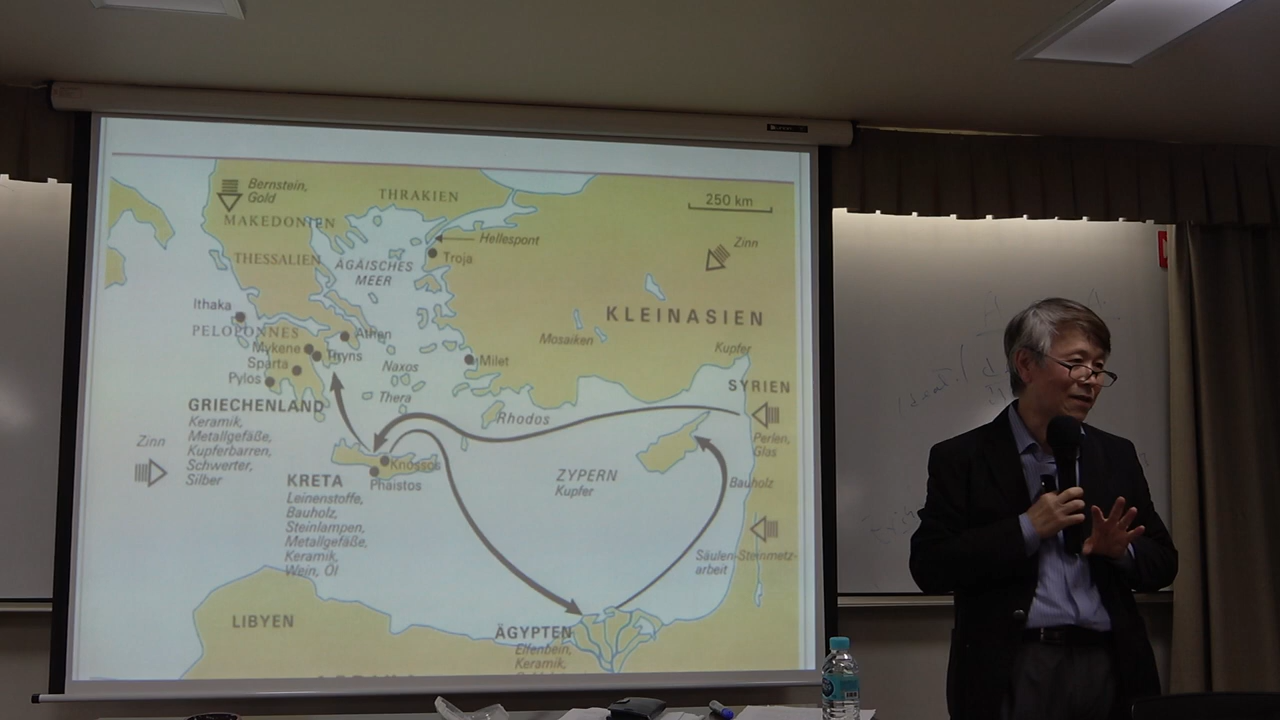 Bernstein,
Gold
THRAKIEN
250 km
MAKEDONIEN
Hellespont
Zinn
THESSALIEN
ÄGÄISCHES
MEER
Troja
Ithaka
KLEINASIEN
PELOPONNES
Athen
Mosaiken
Mykene
Tiryns
Kupfer
Sparta
Naxos
Milet
Pylos
SYRIEN
Thera
GRIECHENLAND
Keramik,
Metallgefäße,
Kupferbarren,
Schwerter,
Silber
Rhodos
Perlen,
Glas
Zinn
Knossos
Phaistos
KRETA
Leinenstoffe,
Bauholz,
Steinlampen,
Metallgefäße,
Keramik,
Wein, Öl
ZYPERN
Kupfer
Bauholz
Säulen-Steinmetz-
arbeit
LIBYEN
ÄGYPTEN
Elfenbein,
Keramik,